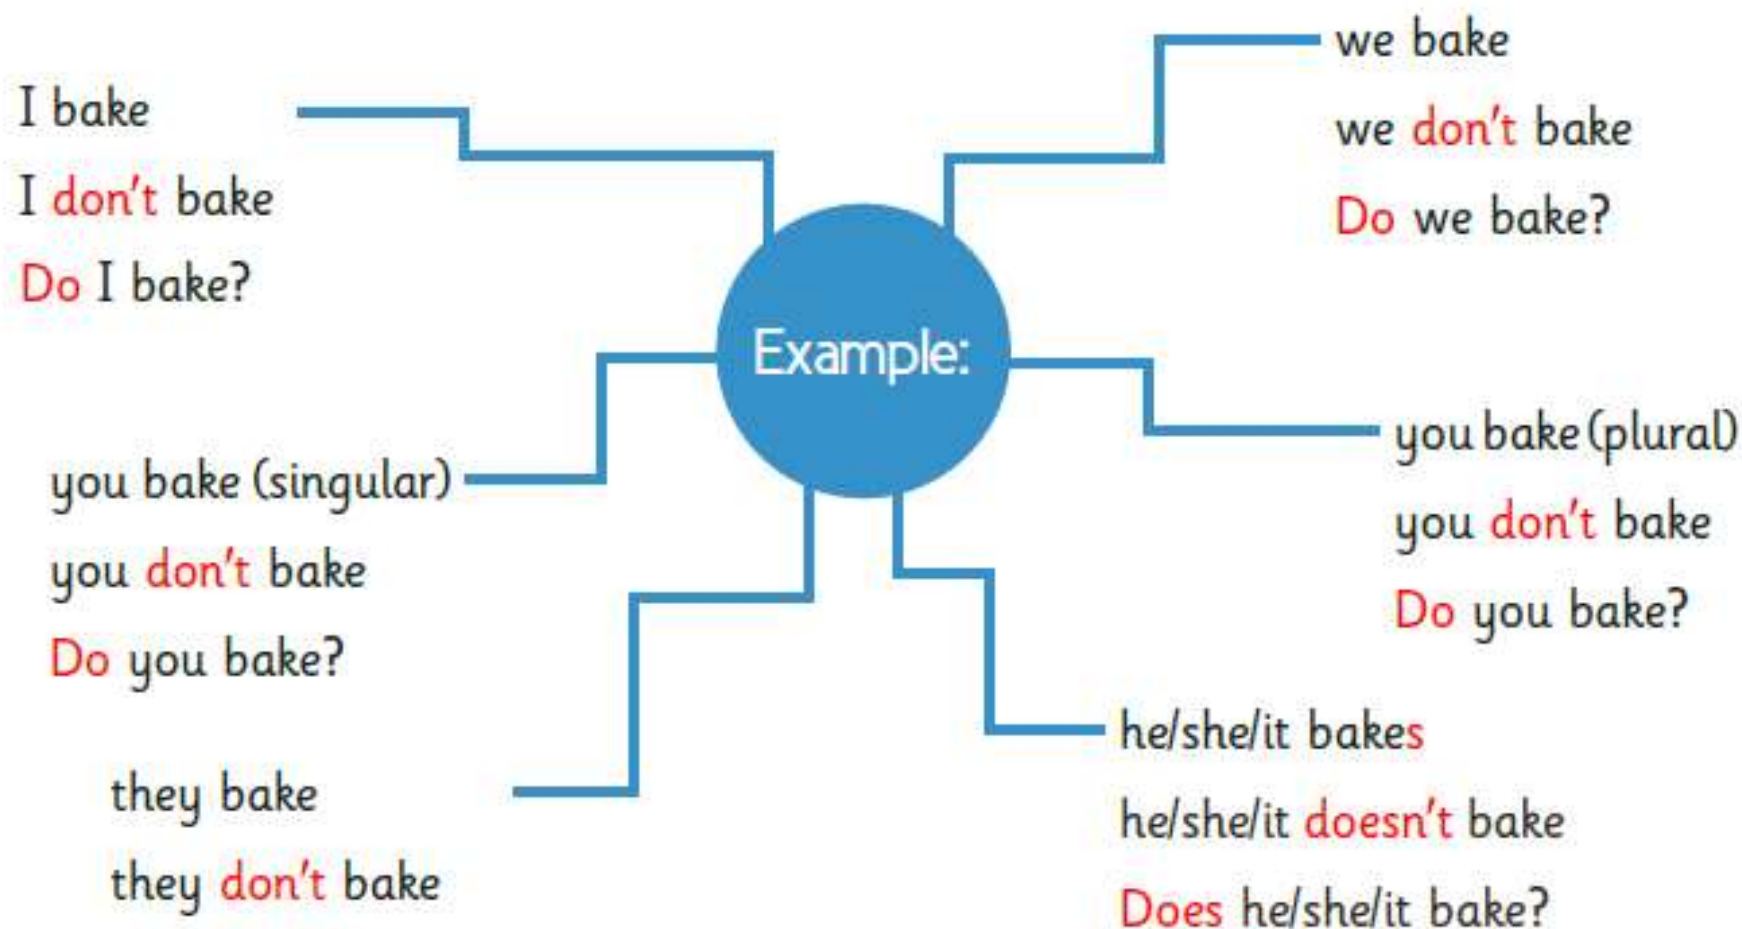 I bake
I don't bake
Do I bake?
we bake
we don't bake
Do we bake?
Example:
you bake (singular)
you don't bake
Do you bake?
you bake (plural)
you don't bake
Do you bake?
they bake
they don't bake
he/she/it bakes
he/she/it doesn't bake
Does he/she/it bake?